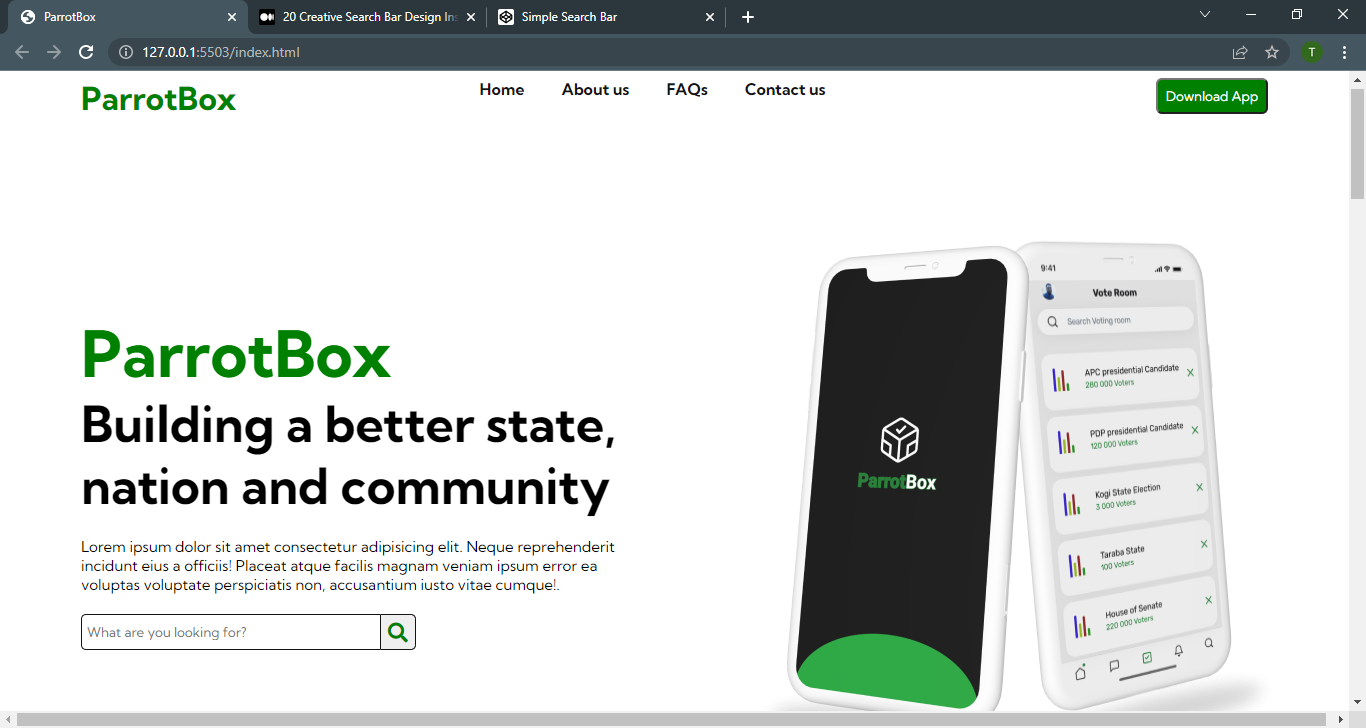 ParrotBox
20 Creative Search Bar Design Ins
Simple Search Bar
127.0.0.1:5503/index.html
T
ParrotBox
Home
About us
FAQs
Contact us
Download App
ParrotBox
Building a better state,
nation and community
Lorem ipsum dolor sit amet consectetur adipisicing elit. Neque reprehenderit
incidunt eius a officiis! Placeat atque facilis magnam veniam ipsum error ea
voluptas voluptate perspiciatis non, accusantium iusto vitae cumque!.
What are you looking for?
ParrotBox
9:41
Vote Room
Search Voting room
APC presidential Candidate
280 000 Voters
PDP presidential Candidate
120 000 Voters
Kogi State Election
3 000 Voters
Taraba State
100 Voters
House of Senate
220 000 Voters